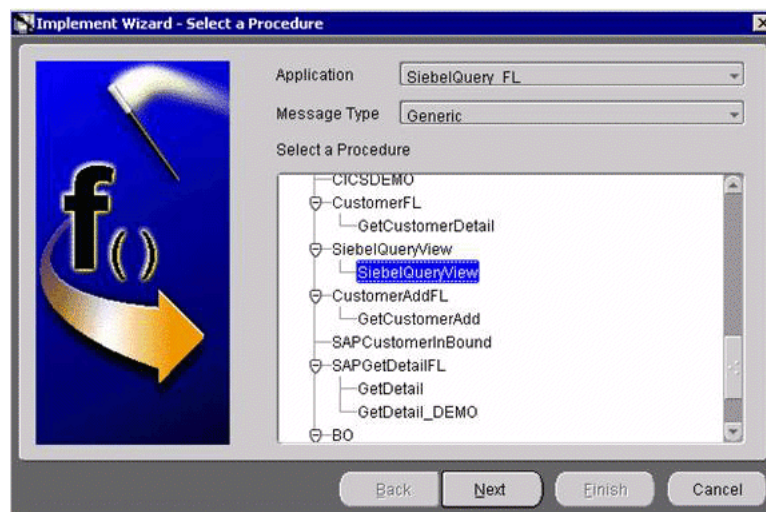 Implement Wizard - Select a Procedure
Application SiebelQuery_FL
Message Type Generic
Select a Procedure
CICSDEMO
CustomerFL
GetCustomerDetail
SiebelQueryView
SiebelQueryView
CustomerAddFL
GetCustomerAdd
SAPCustomerInBound
SAPGetDetailFL
GetDetail
GetDetail_DEMO
BO
f()
Back Next Finish Cancel